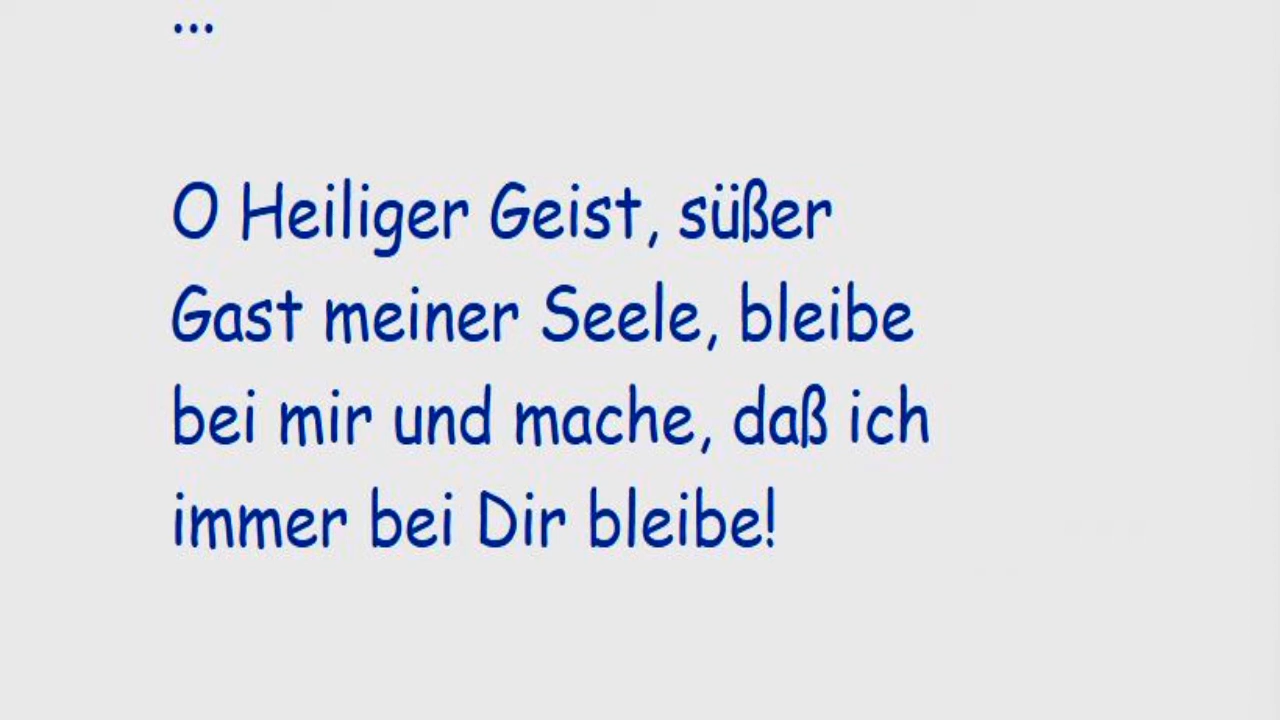 ...
O Heiliger Geist, süßer
Gast meiner Seele, bleibe
bei mir und mache, daß ich
immer bei Dir bleibe!